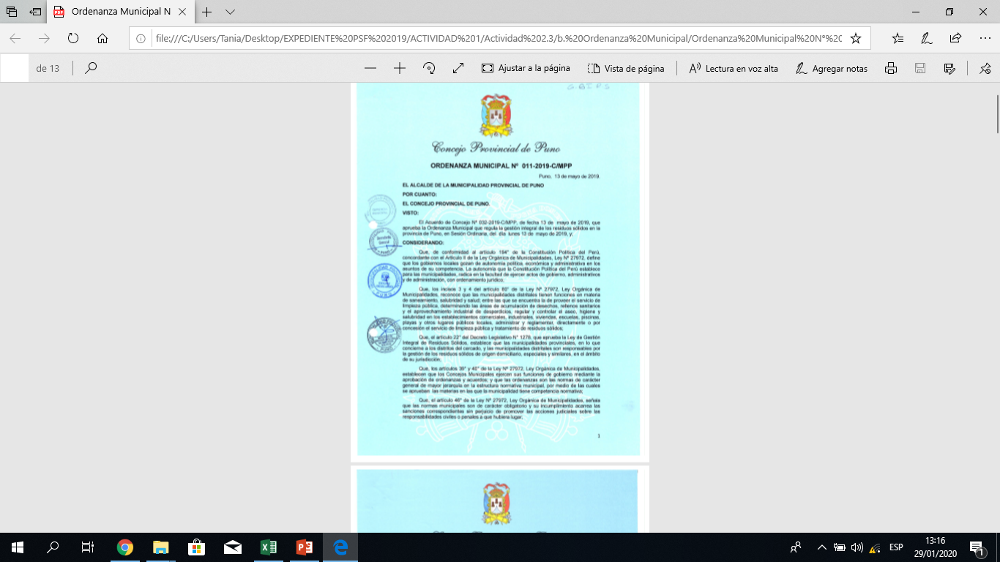 Ordenanza Municipal N
file:///C:/Users/Tania/Desktop/EXPEDIENTE%20PSF%202019/ACTIVIDAD%201/Actividad%202.3/b.%20Ordenanza%20Municipal/Ordenanza%20Municipal%20N°%20
de 13
Ajustar a la página
Vista de página
Lectura en voz alta
Agregar notas
Concejo Provincial de Puno
ORDENANZA MUNICIPAL Nº 011-2019-C/MPP
Puno, 13 de mayo de 2019.
EL ALCALDE DE LA MUNICIPALIDAD PROVINCIAL DE PUNO
POR CUANTO:
EL CONCEJO PROVINCIAL DE PUNO.
VISTO:
El Acuerdo de Concejo Nº 032-2019-C/MPP, de fecha 13 de mayo de 2019, que
aprueba la Ordenanza Municipal que regula la gestión integral de los residuos sólidos en la
provincia de Puno, en Sesión Ordinaria, del día lunes 13 de mayo de 2019, y;
CONSIDERANDO:
Que, de conformidad al artículo 194° de la Constitución Política del Perú,
concordante con el Artículo II de la Ley Orgánica de Municipalidades, Ley Nº 27972, define
que los gobiernos locales gozan de autonomía política, económica y administrativa en los
asuntos de su competencia. La autonomía que la Constitución Política del Perú establece
para las municipalidades, radica en la facultad de ejercer actos de gobierno, administrativos
y de administración, con ordenamiento jurídico;
Que, los incisos 3 y 4 del artículo 80° de la Ley Nº 27972, Ley Orgánica de
Municipalidades, reconoce que las municipalidades distritales tienen funciones en materia
de saneamiento, salubridad y salud; entre las que se encuentra la de proveer el servicio de
limpieza pública, determinando las áreas de acumulación de desechos, rellenos sanitarios
y el aprovechamiento industrial de desperdicios, regular y controlar el aseo, higiene y
salubridad en los establecimientos comerciales, industriales, viviendas, escuelas, piscinas,
playas y otros lugares públicos locales, administrar y reglamentar, directamente o por
concesión el servicio de limpieza pública y tratamiento de residuos sólidos;
Que, el artículo 22° del Decreto Legislativo N° 1278, que aprueba la Ley de Gestión
Integral de Residuos Sólidos, establece que las municipalidades provinciales, en lo que
concierne a los distritos del cercado, y las municipalidades distritales son responsables por
la gestión de los residuos sólidos de origen domiciliario, especiales y similares, en el ámbito
de su jurisdicción;
Que, los artículos 39° y 40° de la Ley Nº 27972, Ley Orgánica de Municipalidades,
establecen que los Concejos Municipales ejercen sus funciones de gobierno mediante la
aprobación de ordenanzas y acuerdos; y que las ordenanzas son las normas de carácter
general de mayor jerarquía en la estructura normativa municipal, por medio de las cuales
se aprueban las materias en las que la municipalidad tiene competencia normativa;
Que, el artículo 46° de la Ley Nº 27972, Ley Orgánica de Municipalidades, señala
que las normas municipales son de carácter obligatorio y su incumplimiento acarrea las
sanciones correspondientes sin perjuicio de promover las acciones judiciales sobre las
responsabilidades civiles o penales a que hubiera lugar;
1
ESP
13:16
29/01/2020
1